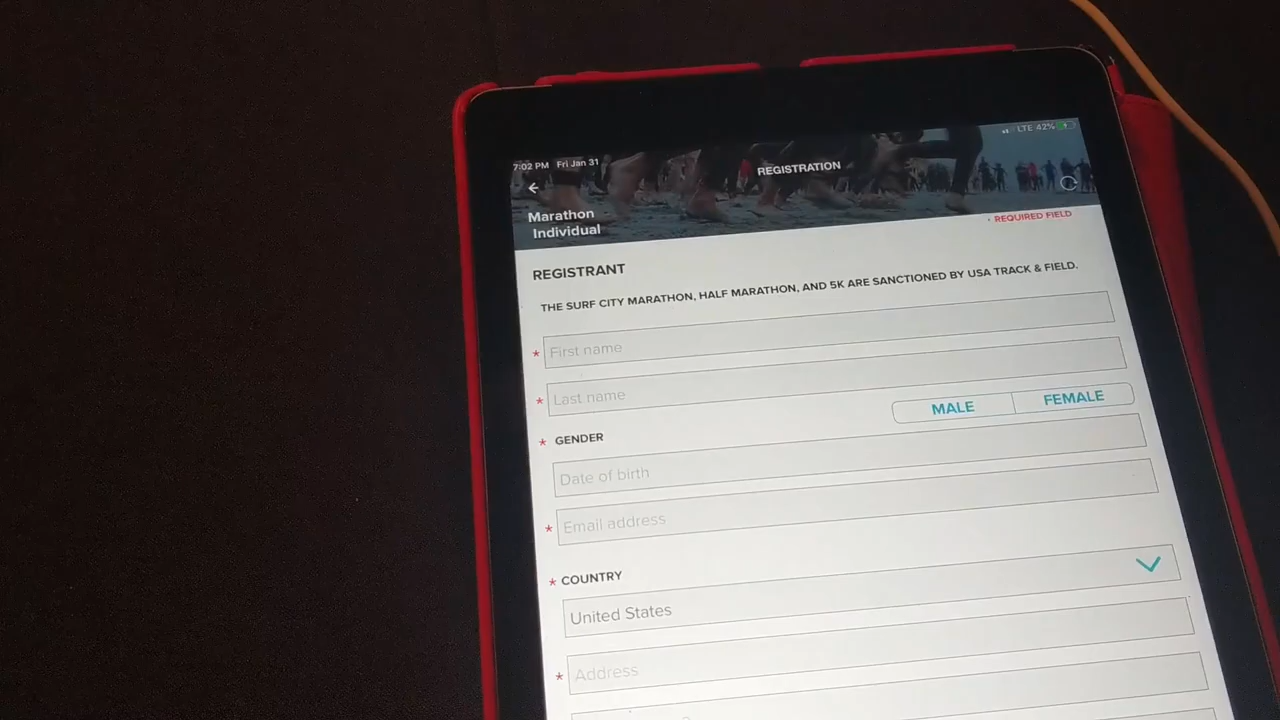 7:02 PM Fri Jan 31
LTE 42%
REGISTRATION
Marathon
Individual
* REQUIRED FIELD
REGISTRANT
THE SURF CITY MARATHON, HALF MARATHON, AND 5K ARE SANCTIONED BY USA TRACK & FIELD.
* First name
* Last name
* GENDER
MALE FEMALE
Date of birth
* Email address
* COUNTRY
United States
* Address